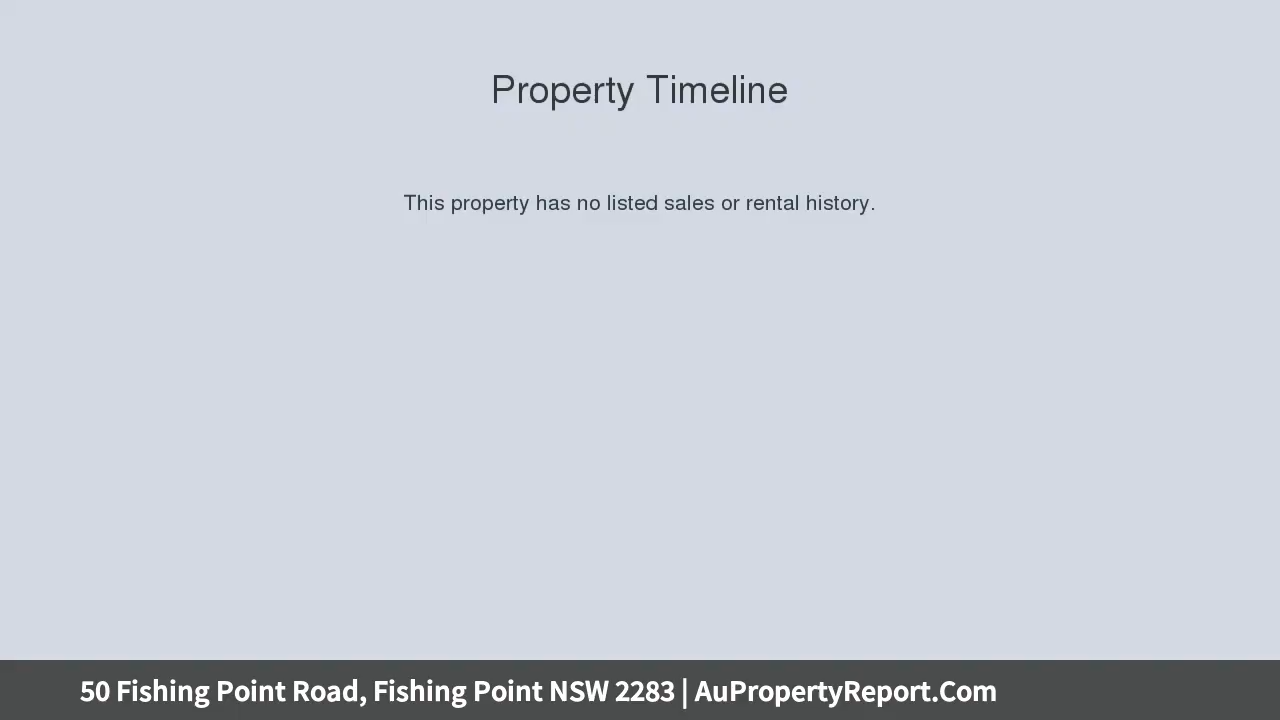 Property Timeline
This property has no listed sales or rental history.
50 Fishing Point Road, Fishing Point NSW 2283 | AuPropertyReport.Com